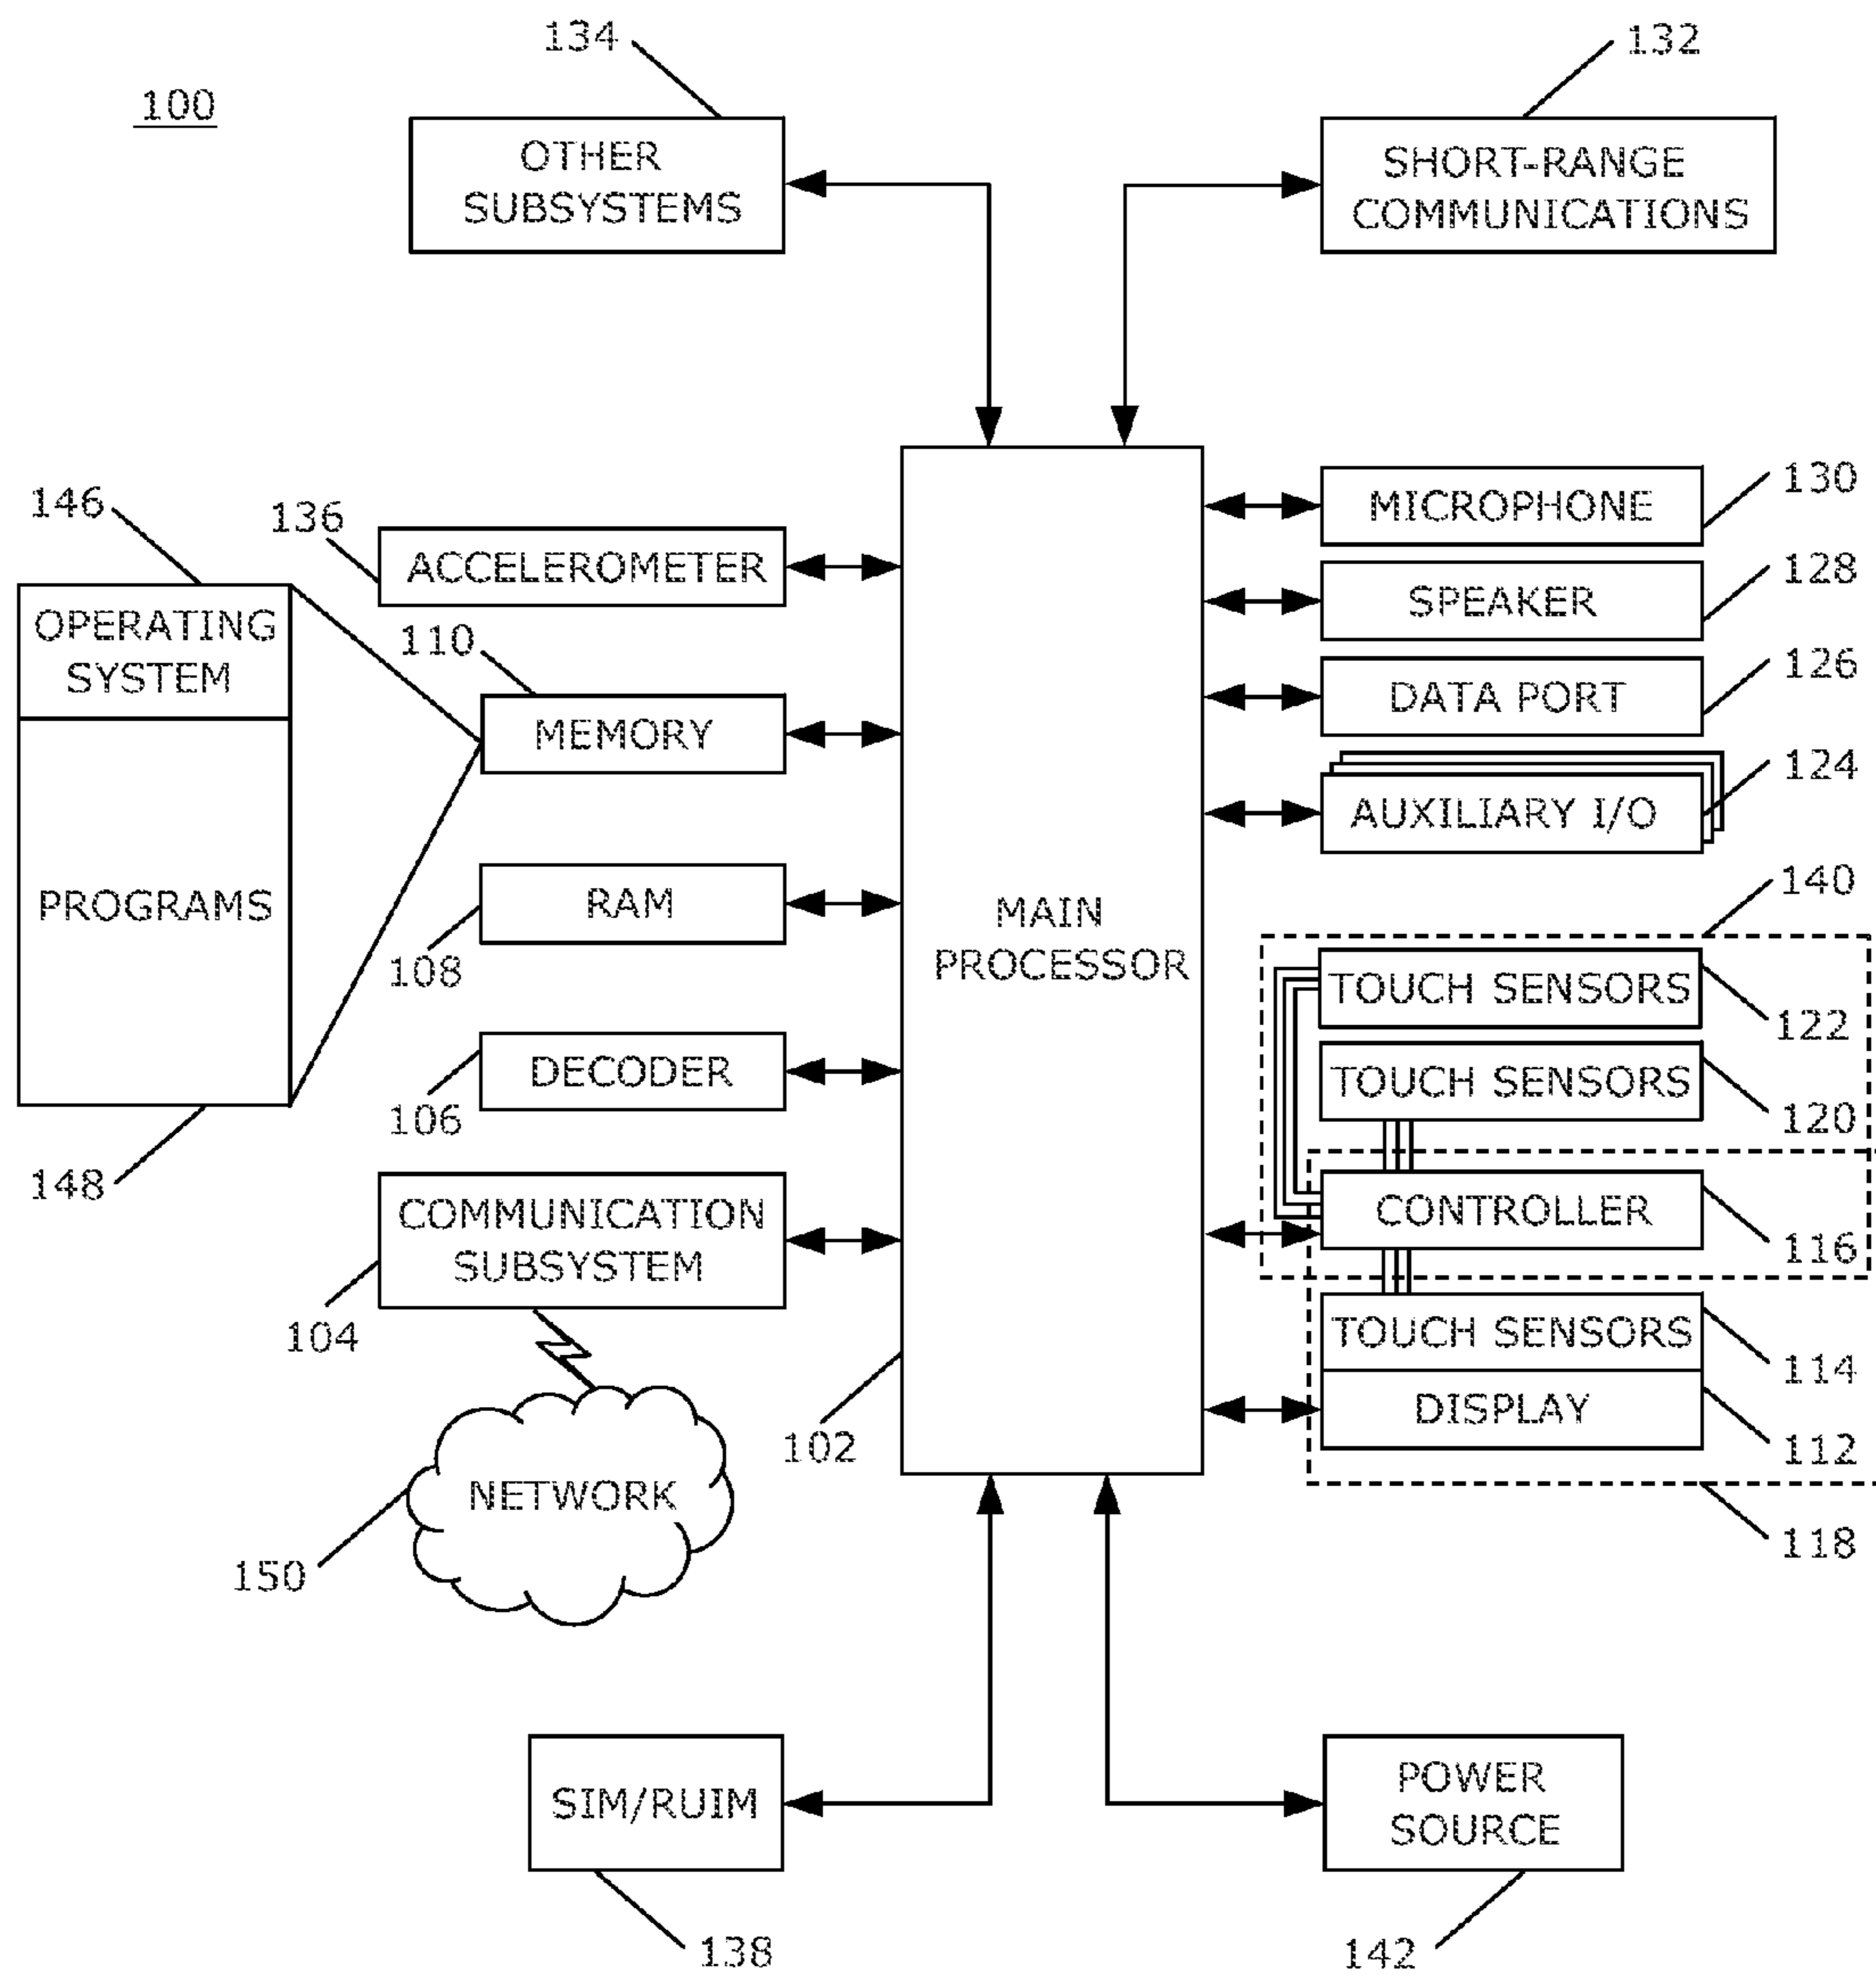 134
132
100
OTHER
SUBSYSTEMS
SHORT-RANGE
COMMUNICATIONS
146
136
ACCELEROMETER
OPERATING
SYSTEM
110
MEMORY
PROGRAMS
RAM
108
DECODER
106
148
COMMUNICATION
SUBSYSTEM
104
NETWORK
150
MAIN
PROCESSOR
102
MICROPHONE
130
SPEAKER
128
DATA PORT
126
AUXILIARY I/O
124
140
TOUCH SENSORS
122
TOUCH SENSORS
120
CONTROLLER
116
TOUCH SENSORS
114
DISPLAY
112
118
SIM/RUIM
138
POWER
SOURCE
142